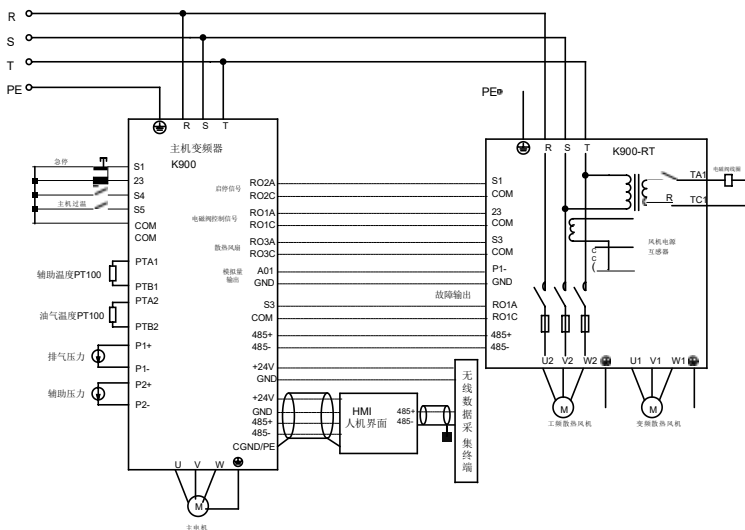 R
S
T
PE
R S T
主机变频器
K900
急停
S1
23
S4
主机过温
S5
COM
COM
PTA1
辅助温度PT100
PTB1
PTA2
油气温度PT100
PTB2
P1+
排气压力
P1-
P2+
辅助压力
P2-
RO2A
启停信号
RO2C
RO1A
电磁阀控制信号
RO1C
RO3A
散热风扇
RO3C
模拟量
输出
A01
GND
S3
COM
485+
485-
+24V
GND
+24V
GND
485+
485-
CGND/PE
U V W
M
主电机
HMI
人机界面
485+
485-
无线数据采集终端
故障输出
PE
R S T
K900-RT
S1
COM
23
COM
S3
COM
P1-
GND
RO1A
RO1C
485+
485-
TA1
电磁阀线圈
R
TC1
风机电源
互感器
CC(
U2 V2 W2
U1 V1 W1
M
工频散热风机
M
变频散热风机